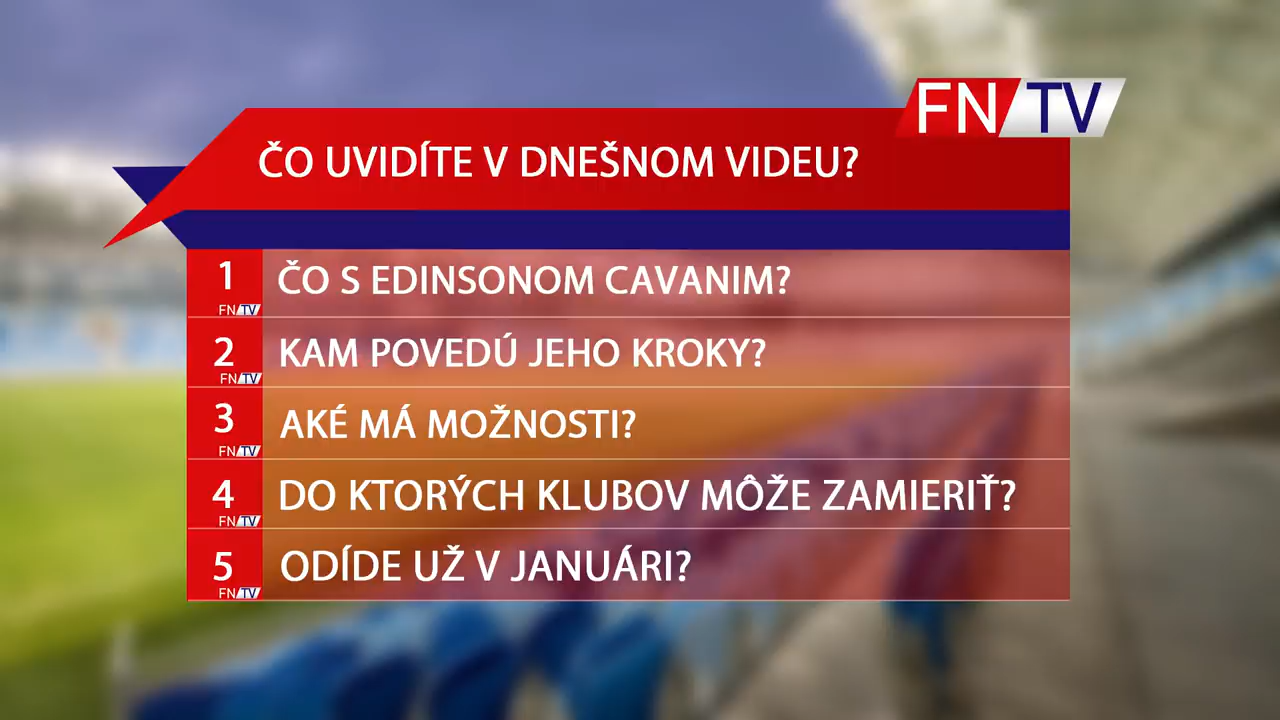 FN/TV
ČO UVIDÍTE V DNEŠNOM VIDEU?
1 ČO S EDINSONOM CAVANIM?
FN/TV
2 KAM POVEDÚ JEHO KROKY?
FN/TV
3 AKÉ MÁ MOŽNOSTI?
FN/TV
4 DO KTORÝCH KLUBOV MÔŽE ZAMIERIŤ?
FN/TV
5 ODÍDE UŽ V JANUÁRI?
FN/TV